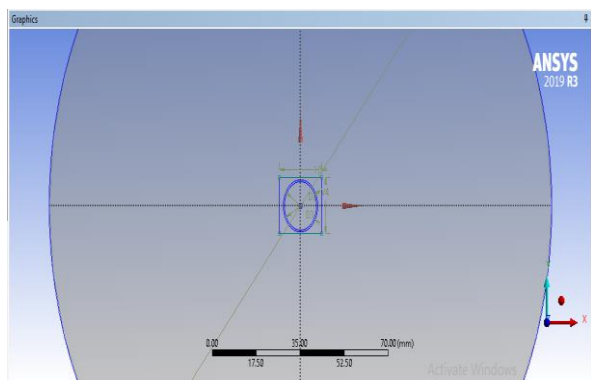 Graphics
ANSYS
2019 R3
0.00 35.00 70.00 (mm)
17.50 52.50
X
Activate Windows